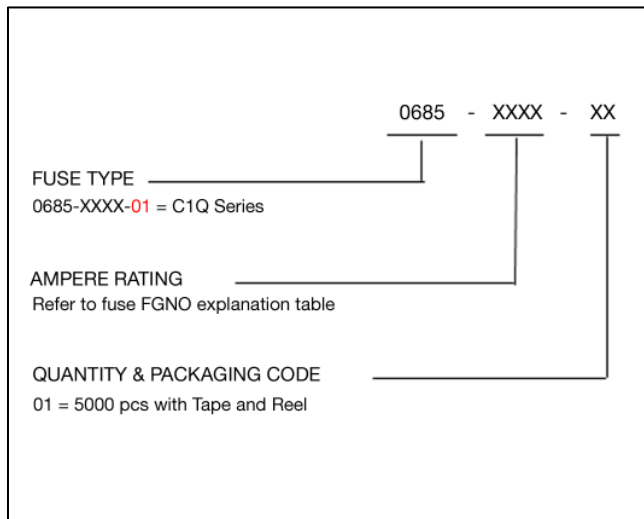 0685 - XXXX - XX
FUSE TYPE
0685-XXXX-01 = C1Q Series
AMPERE RATING
Refer to fuse FGNO explanation table
QUANTITY & PACKAGING CODE
01 = 5000 pcs with Tape and Reel